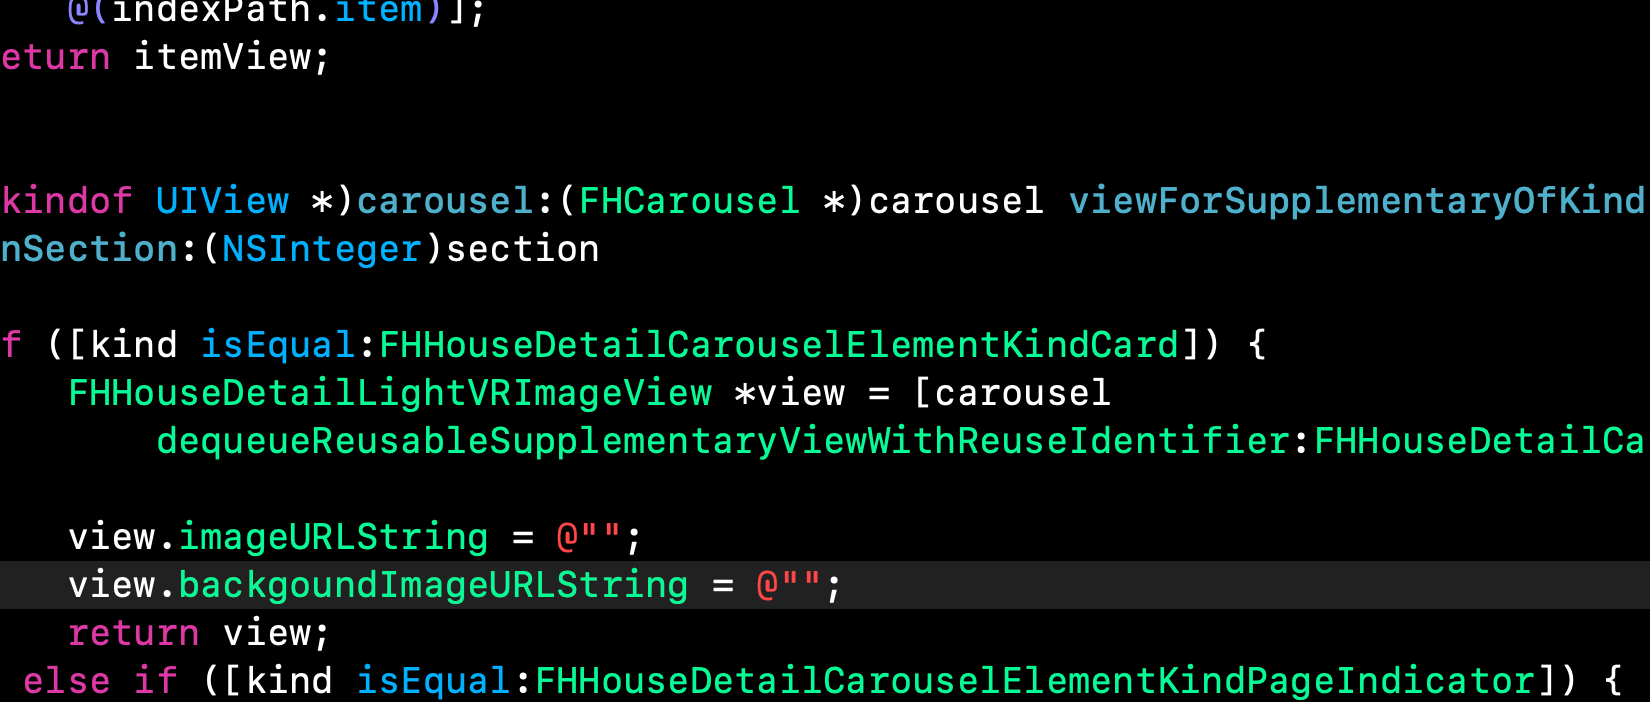 @(indexPath.item)];
eturn itemView;
kindof UIView *)carousel:(FHCarousel *)carousel viewForSupplementaryOfKind
nSection:(NSInteger)section
f ([kind isEqual:FHHouseDetailCarouselElementKindCard]) {
FHHouseDetailLightVRImageView *view = [carousel
dequeueReusableSupplementaryViewWithReuseIdentifier:FHHouseDetailCa
view.imageURLString = @"";
view.backgoundImageURLString = @"";
return view;
else if ([kind isEqual:FHHouseDetailCarouselElementKindPageIndicator]) {